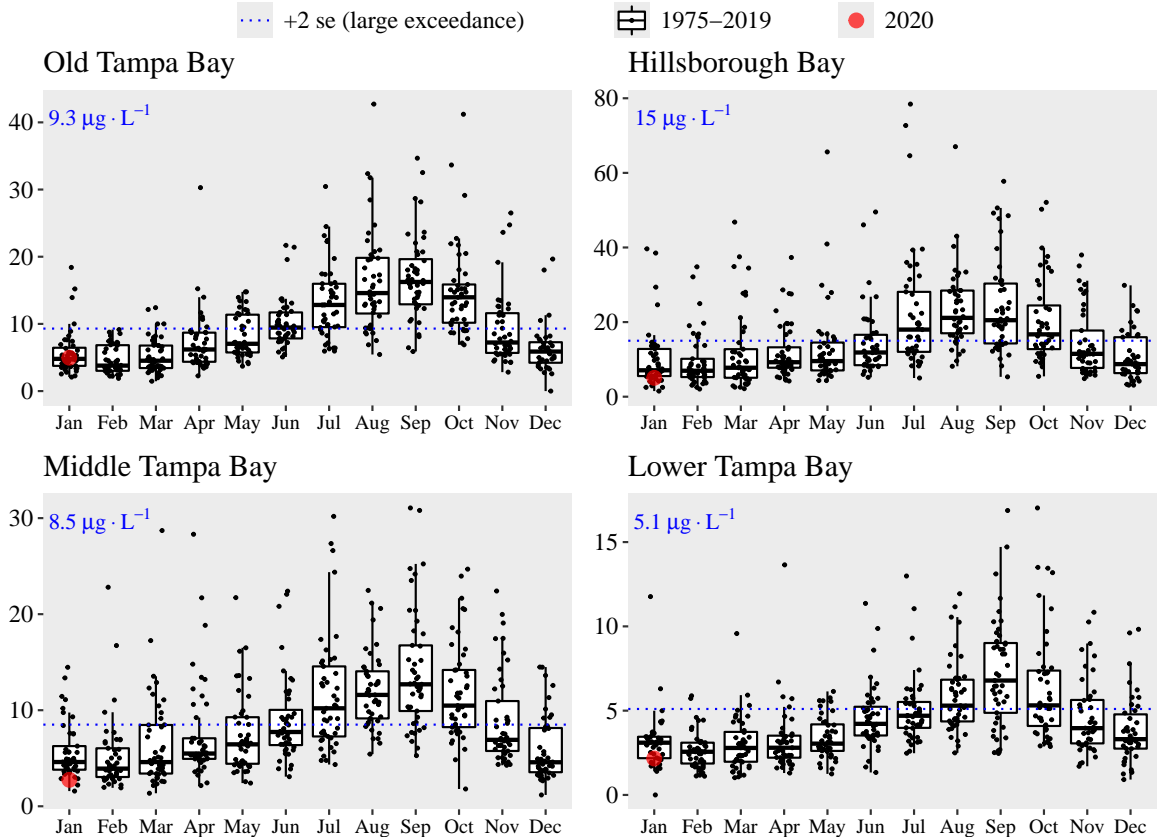 +2 se (large exceedance) 1975–2019 2020
Old Tampa Bay
9.3 μg · L⁻¹
40
30
20
10
0
Jan Feb Mar Apr May Jun Jul Aug Sep Oct Nov Dec
Hillsborough Bay
15 μg · L⁻¹
80
60
40
20
0
Jan Feb Mar Apr May Jun Jul Aug Sep Oct Nov Dec
Middle Tampa Bay
8.5 μg · L⁻¹
30
20
10
0
Jan Feb Mar Apr May Jun Jul Aug Sep Oct Nov Dec
Lower Tampa Bay
5.1 μg · L⁻¹
15
10
5
0
Jan Feb Mar Apr May Jun Jul Aug Sep Oct Nov Dec